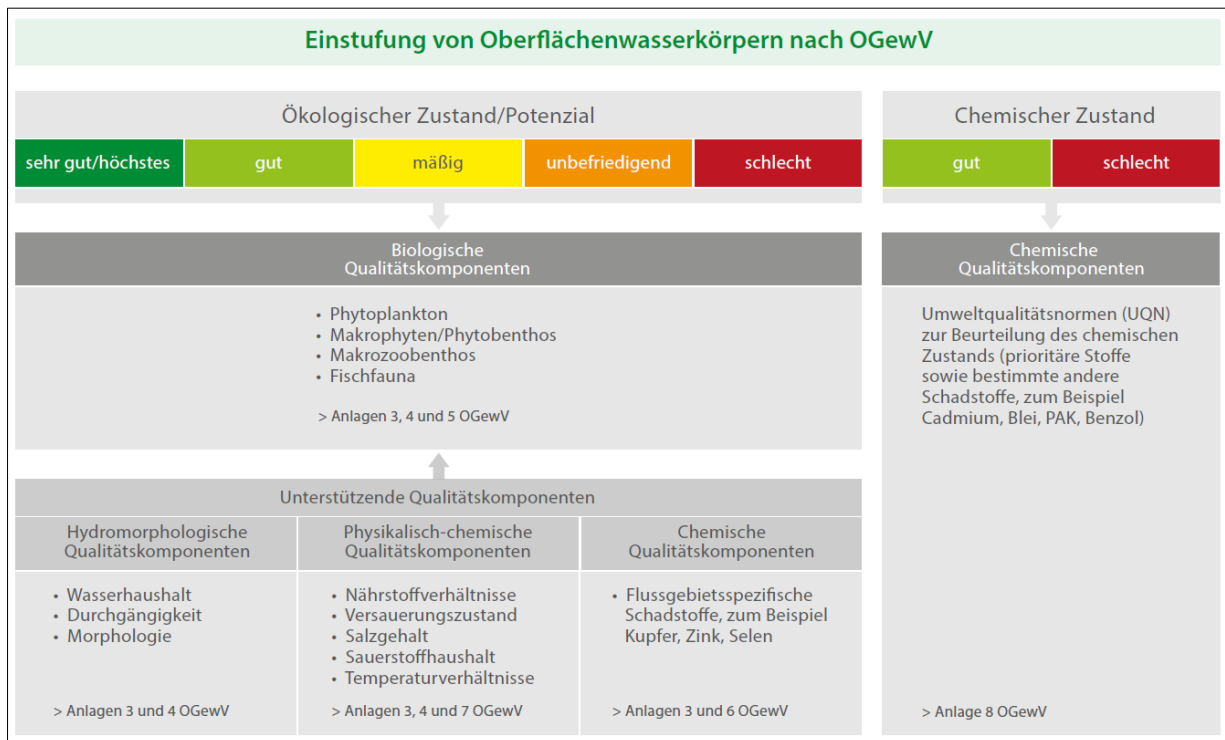 Einstufung von Oberflächenwasserkörpern nach OGewV
Ökologischer Zustand/Potenzial
sehr gut/höchstes
gut
mäßig
unbefriedigend
schlecht
Biologische
Qualitätskomponenten
• Phytoplankton
• Makrophyten/Phytobenthos
• Makrozoobenthos
• Fischfauna
> Anlagen 3, 4 und 5 OGewV
Unterstützende Qualitätskomponenten
Hydromorphologische
Qualitätskomponenten
• Wasserhaushalt
• Durchgängigkeit
• Morphologie
> Anlagen 3 und 4 OGewV
Physikalisch-chemische
Qualitätskomponenten
• Nährstoffverhältnisse
• Versauerungszustand
• Salzgehalt
• Sauerstoffhaushalt
• Temperaturverhältnisse
> Anlagen 3, 4 und 7 OGewV
Chemische
Qualitätskomponenten
• Flussgebietsspezifische
Schadstoffe, zum Beispiel
Kupfer, Zink, Selen
> Anlagen 3 und 6 OGewV
Chemischer Zustand
gut
schlecht
Chemische
Qualitätskomponenten
Umweltqualitätsnormen (UQN)
zur Beurteilung des chemischen
Zustands (prioritäre Stoffe
sowie bestimmte andere
Schadstoffe, zum Beispiel
Cadmium, Blei, PAK, Benzol)
> Anlage 8 OGewV